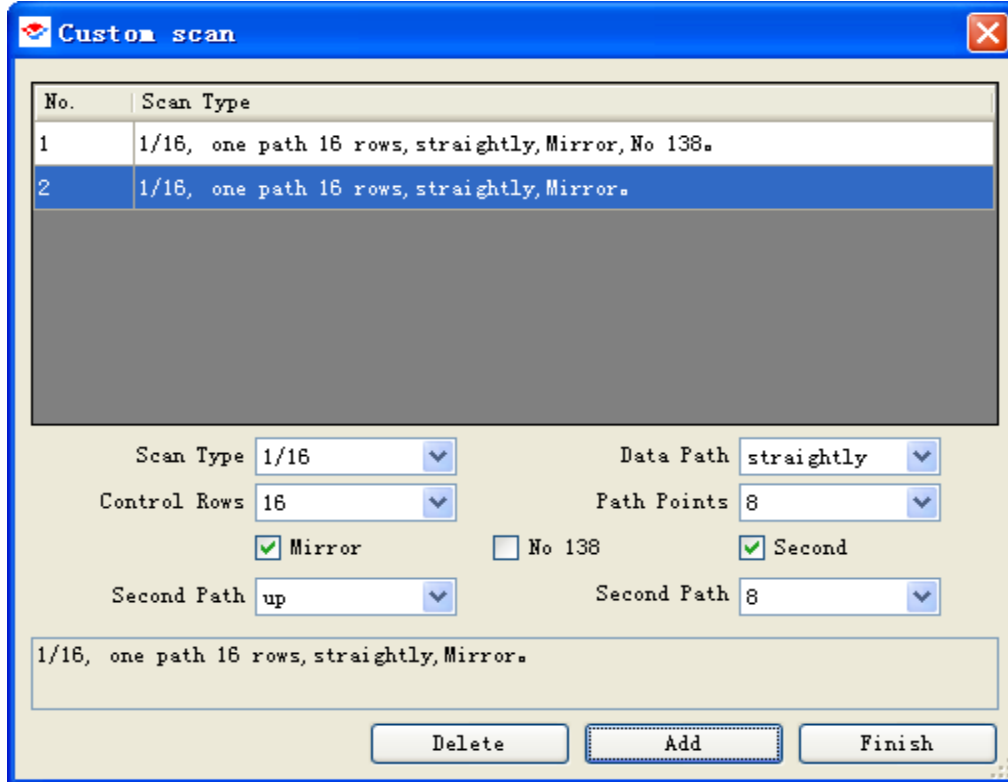 Custom scan
No. Scan Type
1 1/16, one path 16 rows,straightly,Mirror,No 138。
2 1/16, one path 16 rows,straightly,Mirror。
Scan Type 1/16 Data Path straightly
Control Rows 16 Path Points 8
Mirror No 138 Second
Second Path up Second Path 8
1/16, one path 16 rows,straightly,Mirror。
Delete Add Finish